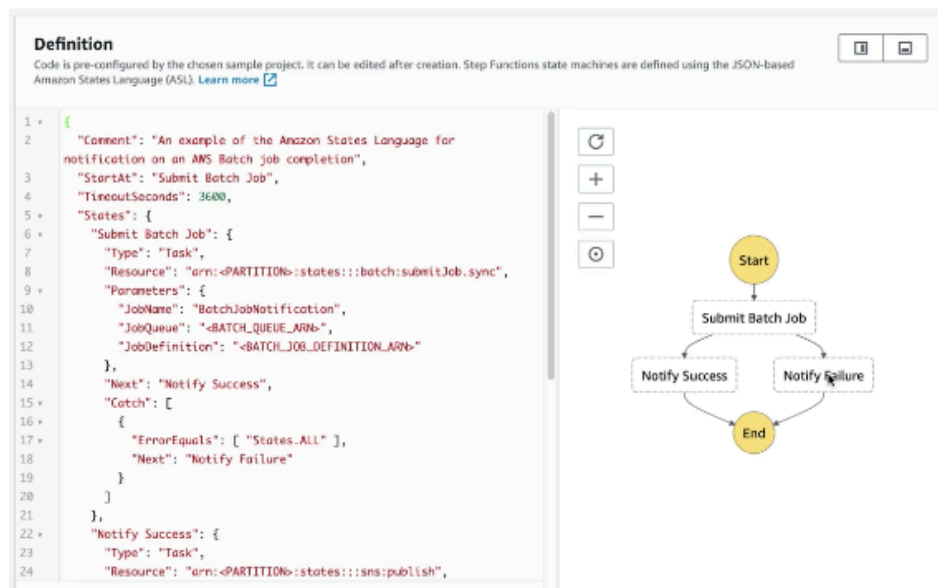 Definition
Code is pre-configured by the chosen sample project. It can be edited after creation. Step Functions state machines are defined using the JSON-based
Amazon States Language (ASL). Learn more
1 {
2 "Comment": "An example of the Amazon States Language for
notification on an AWS Batch job completion",
3 "StartAt": "Submit Batch Job",
4 "TimeoutSeconds": 3600,
5 "States": {
6 "Submit Batch Job": {
7 "Type": "Task",
8 "Resource": "arn:<PARTITION>:states:::batch:submitJob.sync",
9 "Parameters": {
10 "JobName": "BatchJobNotification",
11 "JobQueue": "<BATCH_QUEUE_ARN>",
12 "JobDefinition": "<BATCH_JOB_DEFINITION_ARN>"
13 },
14 "Next": "Notify Success",
15 "Catch": [
16 {
17 "ErrorEquals": [ "States.ALL" ],
18 "Next": "Notify Failure"
19 }
20 ]
21 },
22 "Notify Success": {
23 "Type": "Task",
24 "Resource": "arn:<PARTITION>:states:::sns:publish",
Start
Submit Batch Job
Notify Success
Notify Failure
End